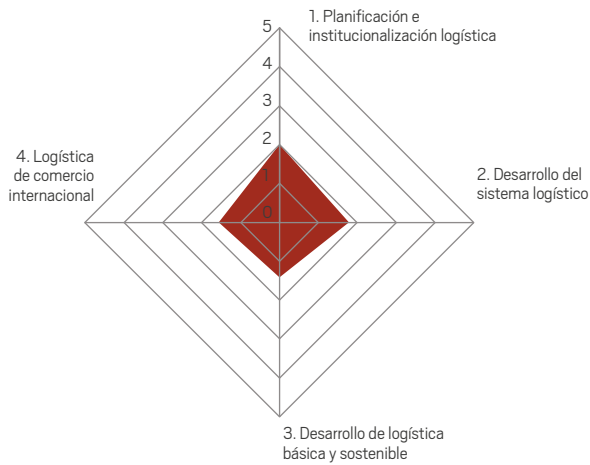 1. Planificación e
institucionalización logística
5
4
3
2
1
0
4. Logística
de comercio
internacional
2. Desarrollo del
sistema logístico
3. Desarrollo de logística
básica y sostenible